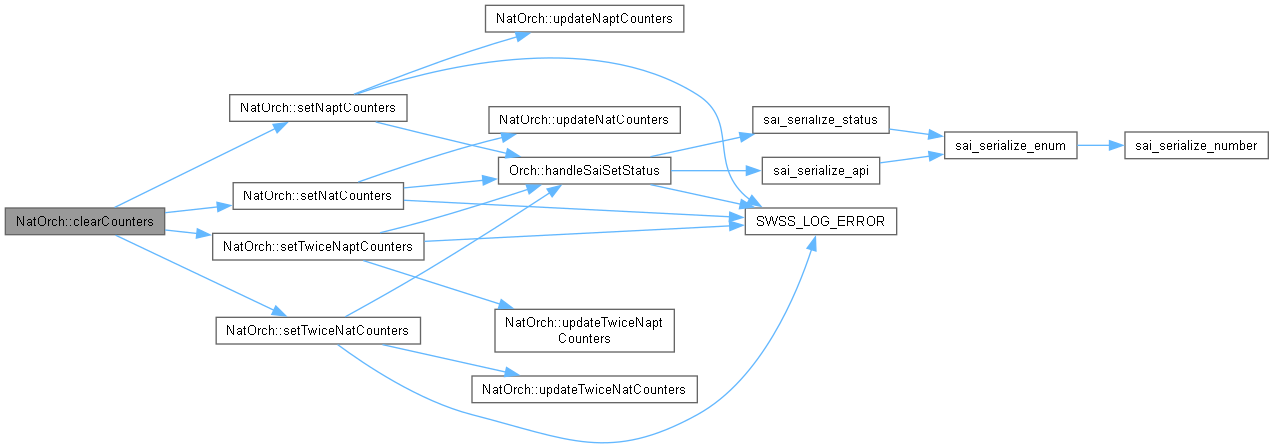 NatOrch::updateNaptCounters
NatOrch::setNaptCounters
NatOrch::updateNatCounters
sai_serialize_status
sai_serialize_enum
sai_serialize_number
Orch::handleSaiSetStatus
sai_serialize_api
NatOrch::setNatCounters
NatOrch::clearCounters
SWSS_LOG_ERROR
NatOrch::setTwiceNaptCounters
NatOrch::updateTwiceNapt
Counters
NatOrch::setTwiceNatCounters
NatOrch::updateTwiceNatCounters